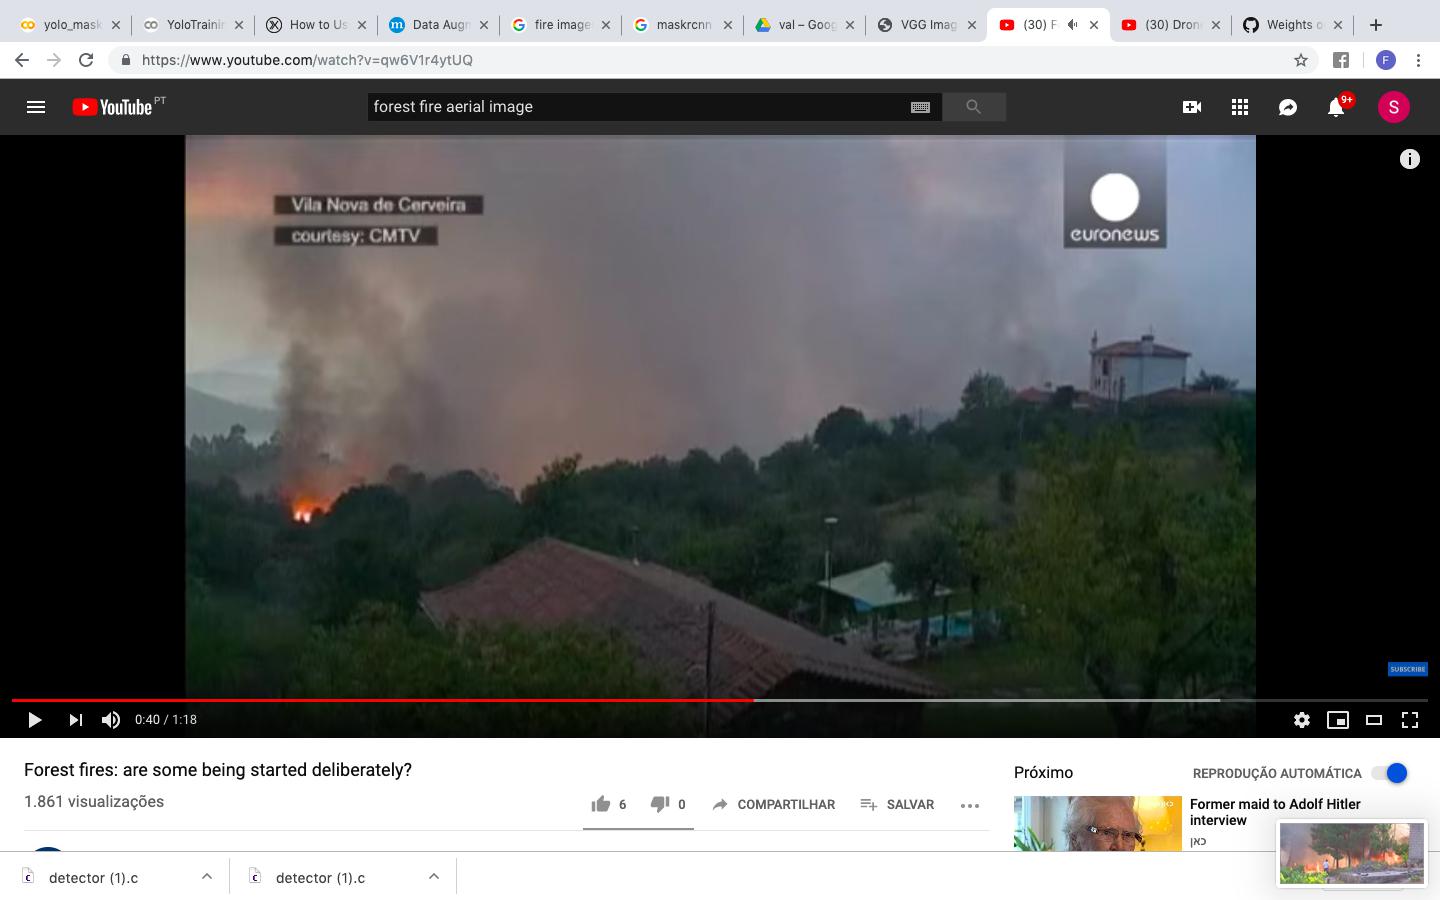 yolo_mask
YoloTrainin
How to Us
Data Aug
fire image
maskrcnn
val – Goog
VGG Imag
(30) F
(30) Dron
Weights o
https://www.youtube.com/watch?v=qw6V1r4ytUQ
F
YouTube PT
forest fire aerial image
9+
S
Vila Nova de Cerveira
courtesy: CMTV
euronews
SUBSCRIBE
0:40 / 1:18
Forest fires: are some being started deliberately?
1.861 visualizações
6
0
COMPARTILHAR
SALVAR
Próximo
REPRODUÇÃO AUTOMÁTICA
Former maid to Adolf Hitler
interview
כאן
detector (1).c
detector (1).c